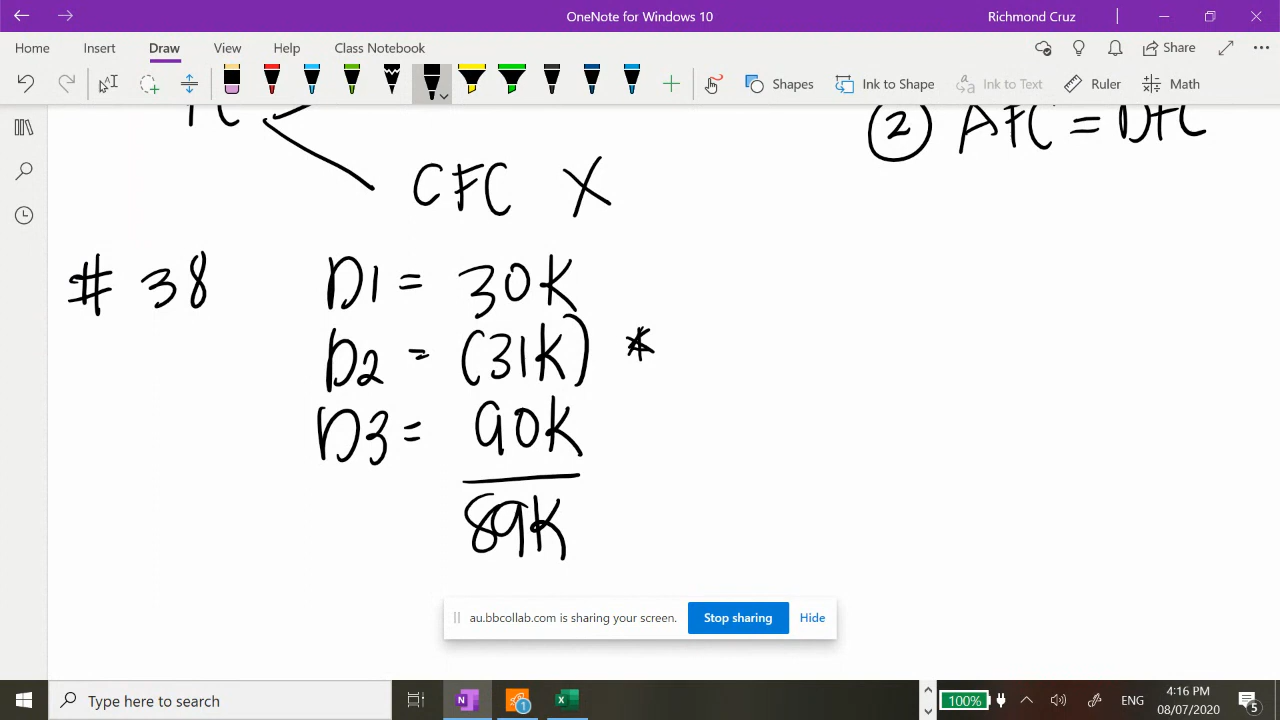 OneNote for Windows 10
Richmond Cruz
Home Insert Draw View Help Class Notebook
Share
Shapes Ink to Shape Ink to Text Ruler Math
② AFC = DFC
CFC X
# 38 D1 = 30K
D2 = (31K) *
D3 = 90K
89K
au.bbcollab.com is sharing your screen. Stop sharing Hide
Type here to search
1
100%
ENG
4:16 PM
08/07/2020
5